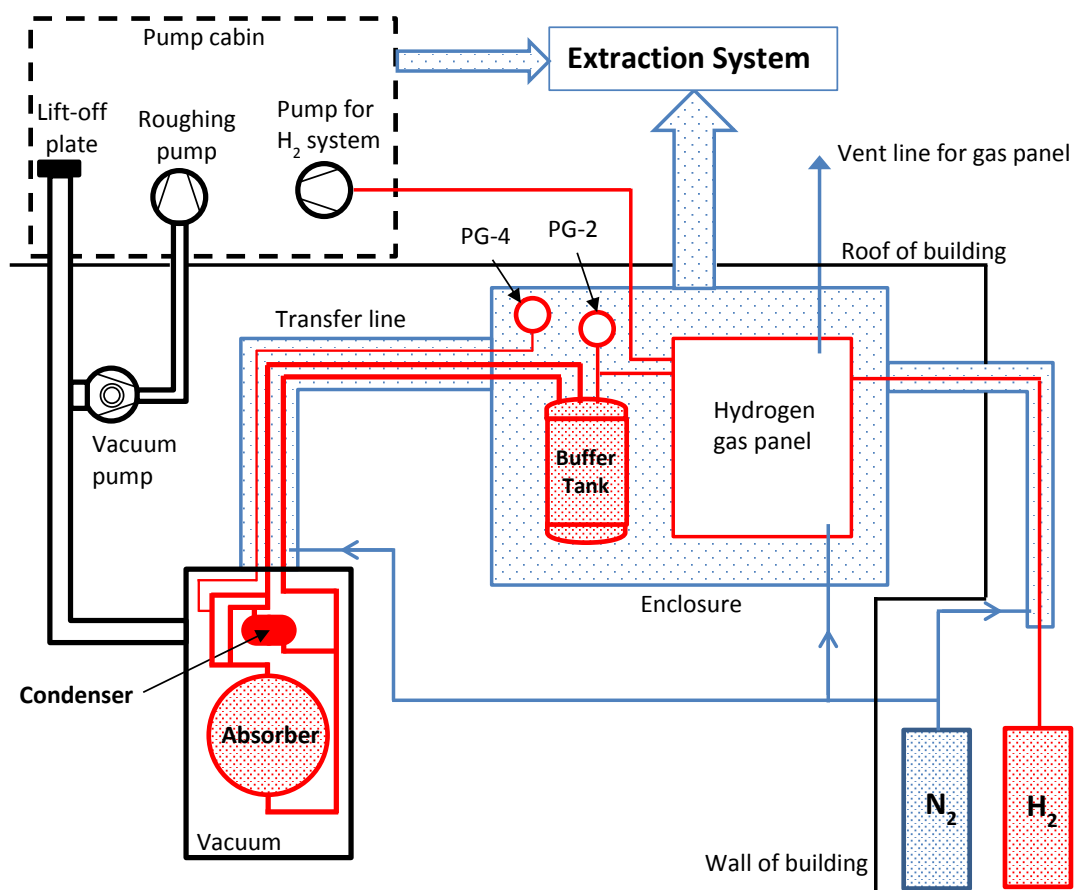 Pump cabin
Extraction System
Lift-off
plate
Roughing
pump
Pump for
H₂ system
Vent line for gas panel
PG-4
PG-2
Roof of building
Transfer line
Hydrogen
gas panel
Vacuum
pump
Buffer
Tank
Enclosure
Condenser
Absorber
Vacuum
N₂
H₂
Wall of building